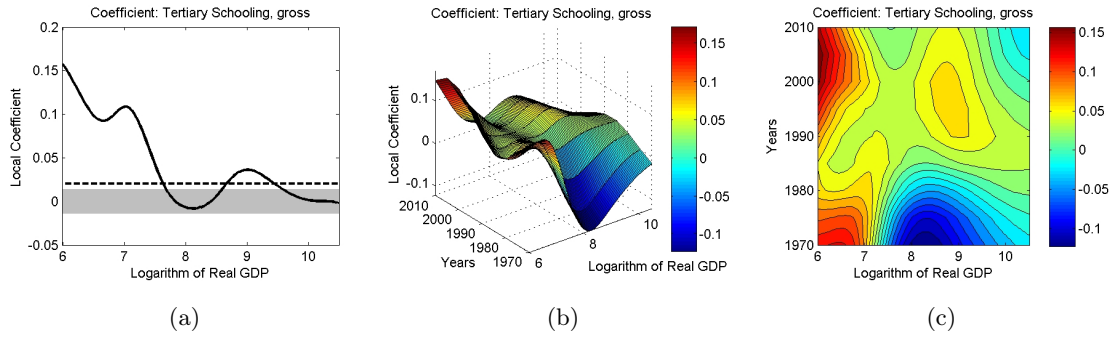 Coefficient: Tertiary Schooling, gross
0.2
0.15
0.1
0.05
0
-0.05
Local Coefficient
6 7 8 9 10
Logarithm of Real GDP
(a)
Coefficient: Tertiary Schooling, gross
0.1
0
-0.1
Local Coefficient
2010
2000
1990
1980
1970
Years
6 8 10
Logarithm of Real GDP
0.15
0.1
0.05
0
-0.05
-0.1
(b)
Coefficient: Tertiary Schooling, gross
2010
2000
1990
1980
1970
Years
6 7 8 9 10
Logarithm of Real GDP
0.15
0.1
0.05
0
-0.05
-0.1
(c)